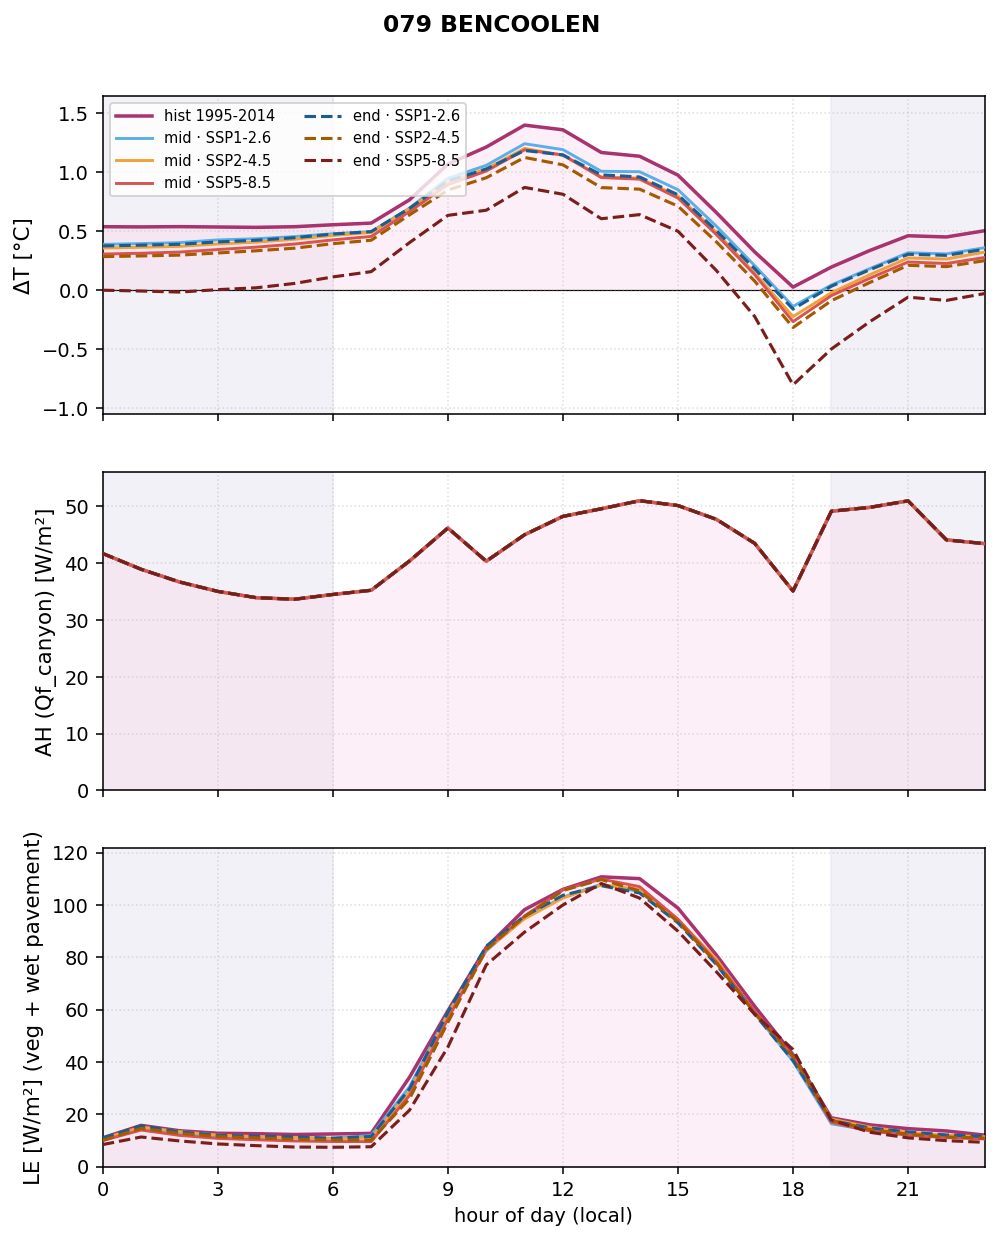 079 BENCOOLEN
ΔT [°C]
1.5
1.0
0.5
0.0
−0.5
−1.0
hist 1995-2014
mid · SSP1-2.6
mid · SSP2-4.5
mid · SSP5-8.5
end · SSP1-2.6
end · SSP2-4.5
end · SSP5-8.5
AH (Qf_canyon) [W/m²]
50
40
30
20
10
0
LE [W/m²] (veg + wet pavement)
120
100
80
60
40
20
0
0 3 6 9 12 15 18 21
hour of day (local)